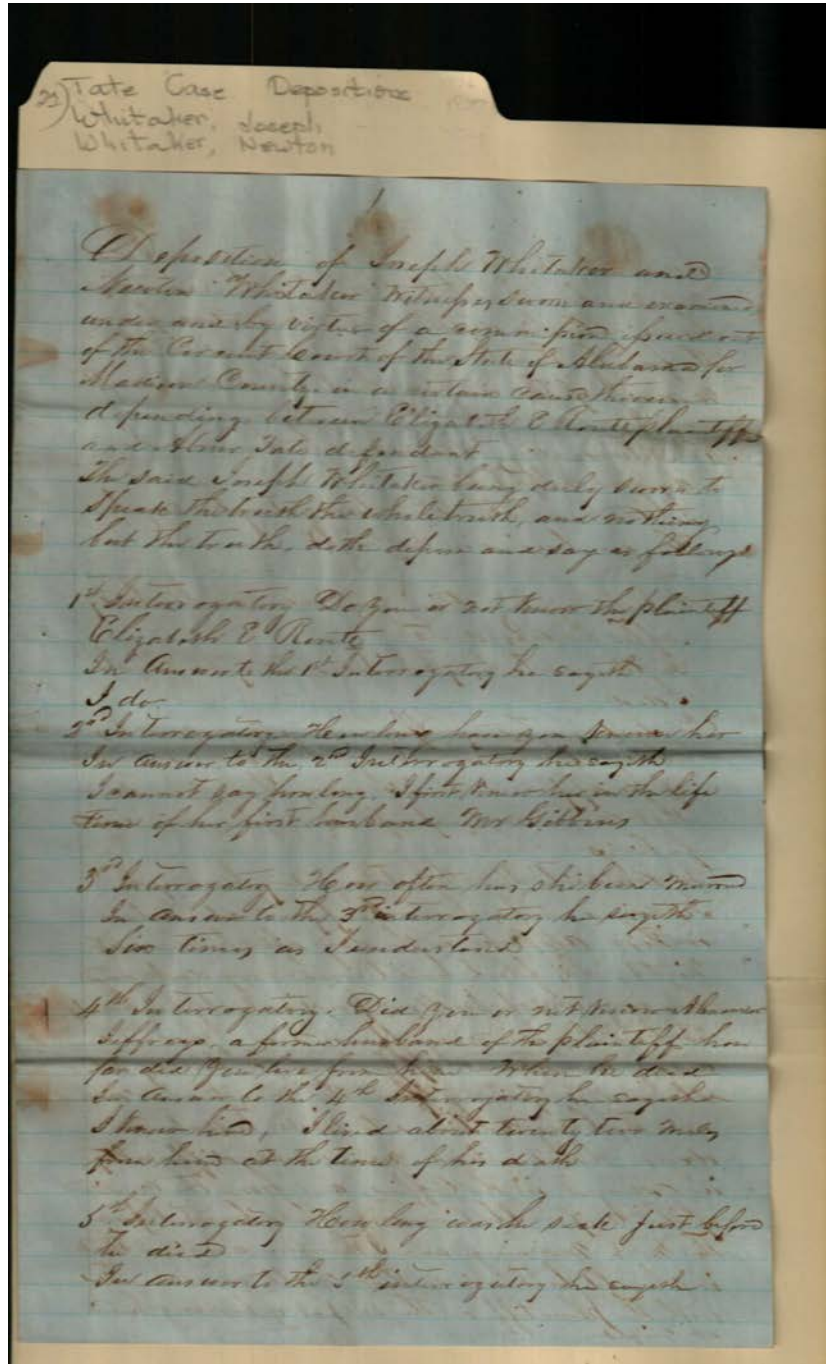 21) Tate Case Depositions
Whitaker, Joseph
Whitaker, Newton
1
Deposition of Joseph Whitaker and
Newton Whitaker Witnesses sworn and examined
under and by virtue of a commission issued out
of the Circuit Court of the State of Alabama for
Madison County in a certain cause therein
depending between Elizabeth E Routt plaintiff
and Abner Tate defendant
The said Joseph Whitaker being duly sworn to
Speak the truth the whole truth, and nothing
but the truth, doth depose and say as follows
1st Interrogatory Do you or not know the plaintiff
Elizabeth E Routt
In Answer to the 1st Interrogatory he sayeth
I do
2nd Interrogatory How long have you known her
In answer to the 2nd Interrogatory he sayeth
I cannot say how long, I first knew her in the life
time of her first husband Mr Gibbins
3rd Interrogatory How often has she been married
In answer to the 3rd interrogatory he sayeth
Six times as I understand
4th Interrogatory. Did you or not know
Jeffreys, a former husband of the plaintiff how
far did you live from him When he died
In answer to the 4th Interrogatory he sayeth
I knew him, I lived about twenty two miles
from him at the time of his death
5th Interrogatory How long was he sick just before
he died
In answer to the 5th interrogatory he sayeth